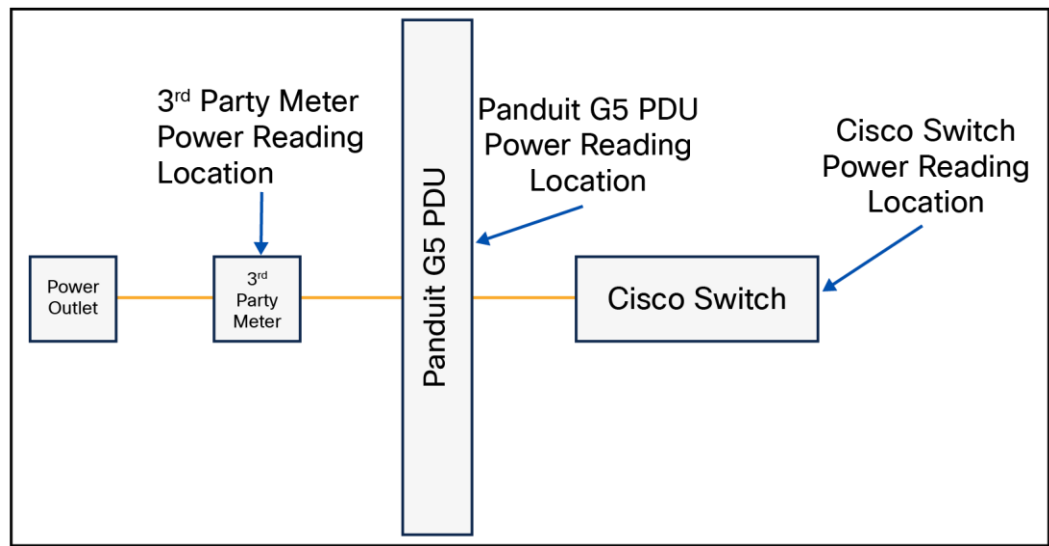 3rd Party Meter
Power Reading
Location
Panduit G5 PDU
Power Reading
Location
Cisco Switch
Power Reading
Location
Power
Outlet
3rd
Party
Meter
Panduit G5 PDU
Cisco Switch